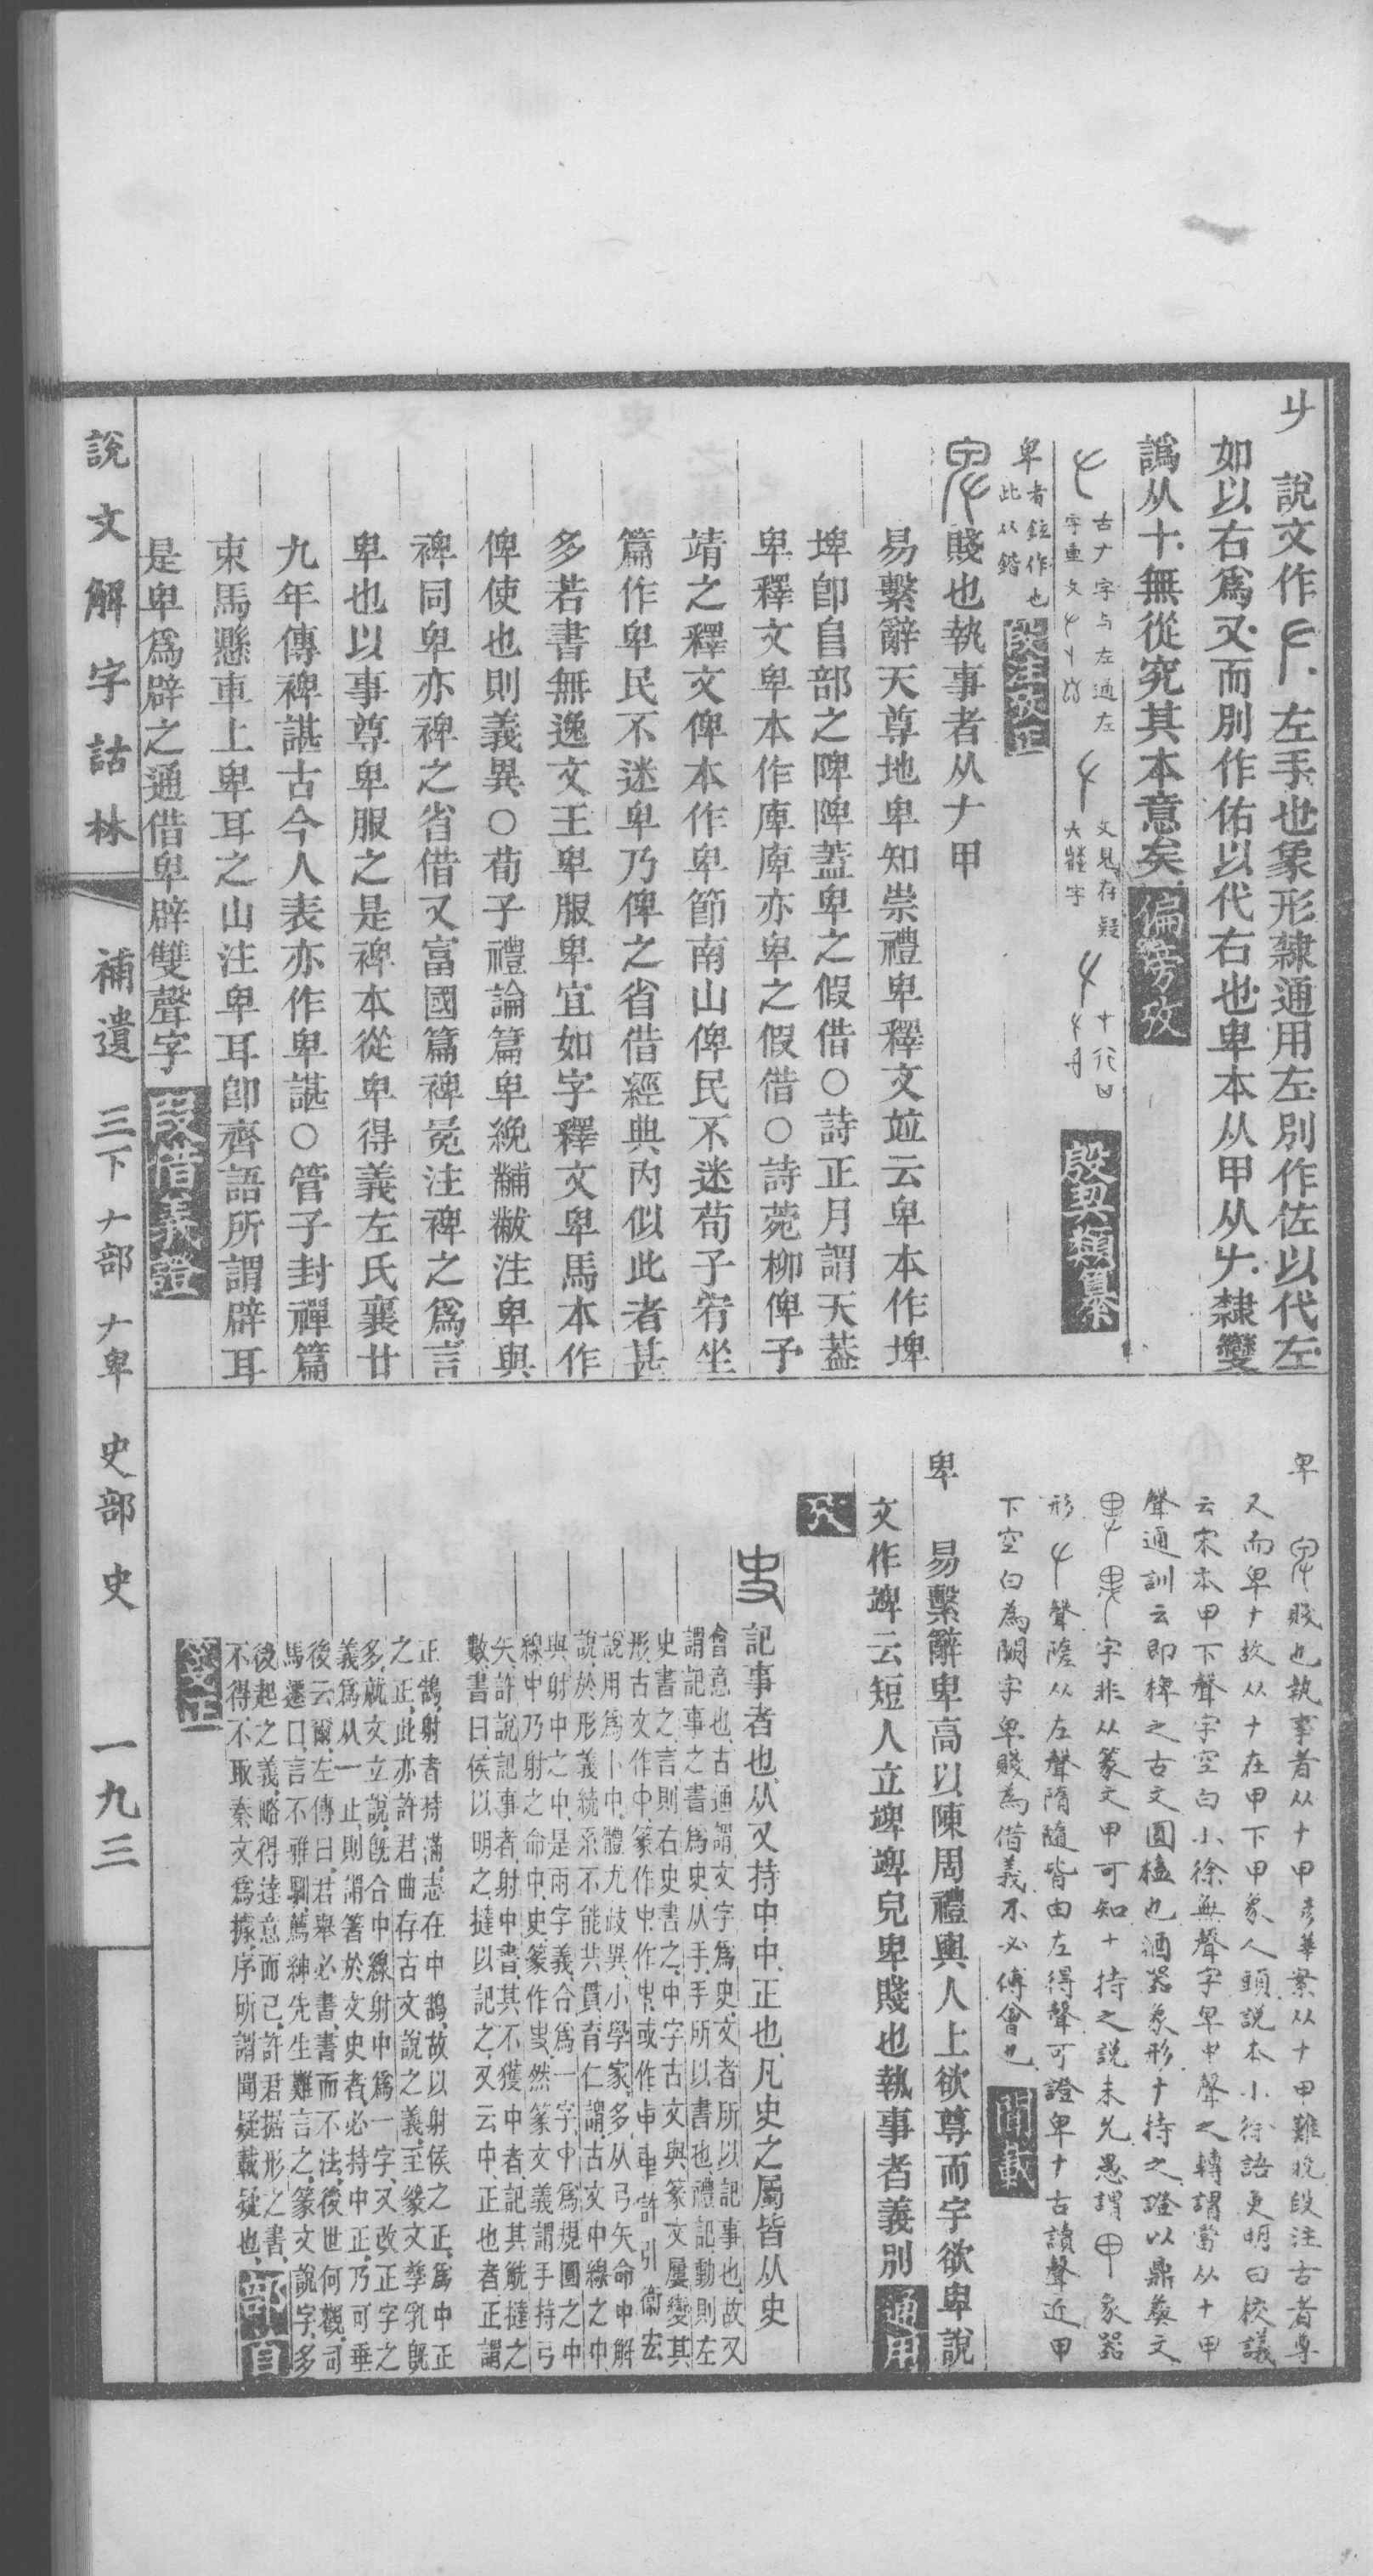 𠂇　說文作𠂇左手也象形隸通用左別作佐以代左
如以右爲又而別作佑以代右也卑本从甲从𠂇隸變
譌从十無從究其本意矣 偏旁攷
古𠂇字与左通左
字重文
文見存疑
大
殷契類纂
卑者
此以鍇
作也
段注攷正
賤也執事者从𠂇甲
易繫辭天尊地卑知崇禮卑釋文竝云卑本作埤
埤卽𨸏部之陴陴蓋卑之假借○詩正月謂天蓋
卑釋文卑本作庳庳亦卑之假借○詩菀柳俾予
靖之釋文俾本作卑節南山俾民不迷荀子宥坐
篇作卑民不迷卑乃俾之省借經典內似此者甚
多若書無逸文王卑服卑宜如字釋文卑馬本作
俾使也則義異○荀子禮論篇卑絻黼黻注卑與
裨同卑亦裨之省借又富國篇裨冕注裨之爲言
卑也以事尊卑服之是裨本從卑得義左氏襄廿
九年傳裨諶古今人表亦作卑諶○管子封禪篇
束馬懸車上卑耳之山注卑耳卽齊語所謂辟耳
是卑爲辟之通借卑辟雙聲字 叚借義證
卑　賤也執事者从𠂇甲彥華案从𠂇甲難晚段注古者尊
又而卑𠂇故从𠂇在甲下甲象人頭說本小徐語更明曰校議
云宋本甲下聲字空白小徐無聲字卑甲聲之轉謂當从𠂇甲
聲通訓云卽椑之古文圓榼也酒器象形𠂇持之證以鼎彝文
字非从篆文甲可知𠂇持之說未允愚謂甲象器
形𠂇聲隓从左聲隋隨皆由左得聲可證卑𠂇古讀聲近甲
下空白為闕字卑賤為借義不必傅會也 閒載
卑　易繫辭卑高以陳周禮輿人上欲尊而宇欲卑說
文作𥪖云短人立𥪖𥪖皃卑賤也執事者義別 通用
攷
記事者也从又持中中正也凡史之屬皆从史
會意也古通謂文字爲史文者所以記事也故又
謂記事之書爲史从手手所以書也禮記動則左
史書之言則右史書之中字古文與篆文屢變其
形古文作中篆作中作或作許引衞宏
說用爲卜中體尤歧異小學家多从弓矢命中解
說於形義統系不能共貫育仁謂古文中線之中
與射中之中是兩字義合爲一字中爲規圓之中
線中乃射之命中史篆作然篆文義謂手持弓
矢許說記事者射中書其不獲中者記其觥撻之
數書曰侯以明之撻以記之又云中正也者正謂
正鵠射者持滿志在中鵠故以射侯之正爲中正
之正此亦許君曲存古文說之義至緣文孳乳旣
多就文立說旣合中線射中爲一字又改正字之
義爲从一止則謂箸於文史者必持中正乃可垂
後云爾左傳曰君舉必書書而不法後世何觀司
馬遷曰言不雅馴薦紳先生難言之篆文說字多
後起之義略得達意而已許君据形之書
不得不取秦文爲據序所謂聞疑載疑也 部首
箋正
說文解字詁林　補遺　三下　𠂇部　𠂇卑　史部　史　一九三